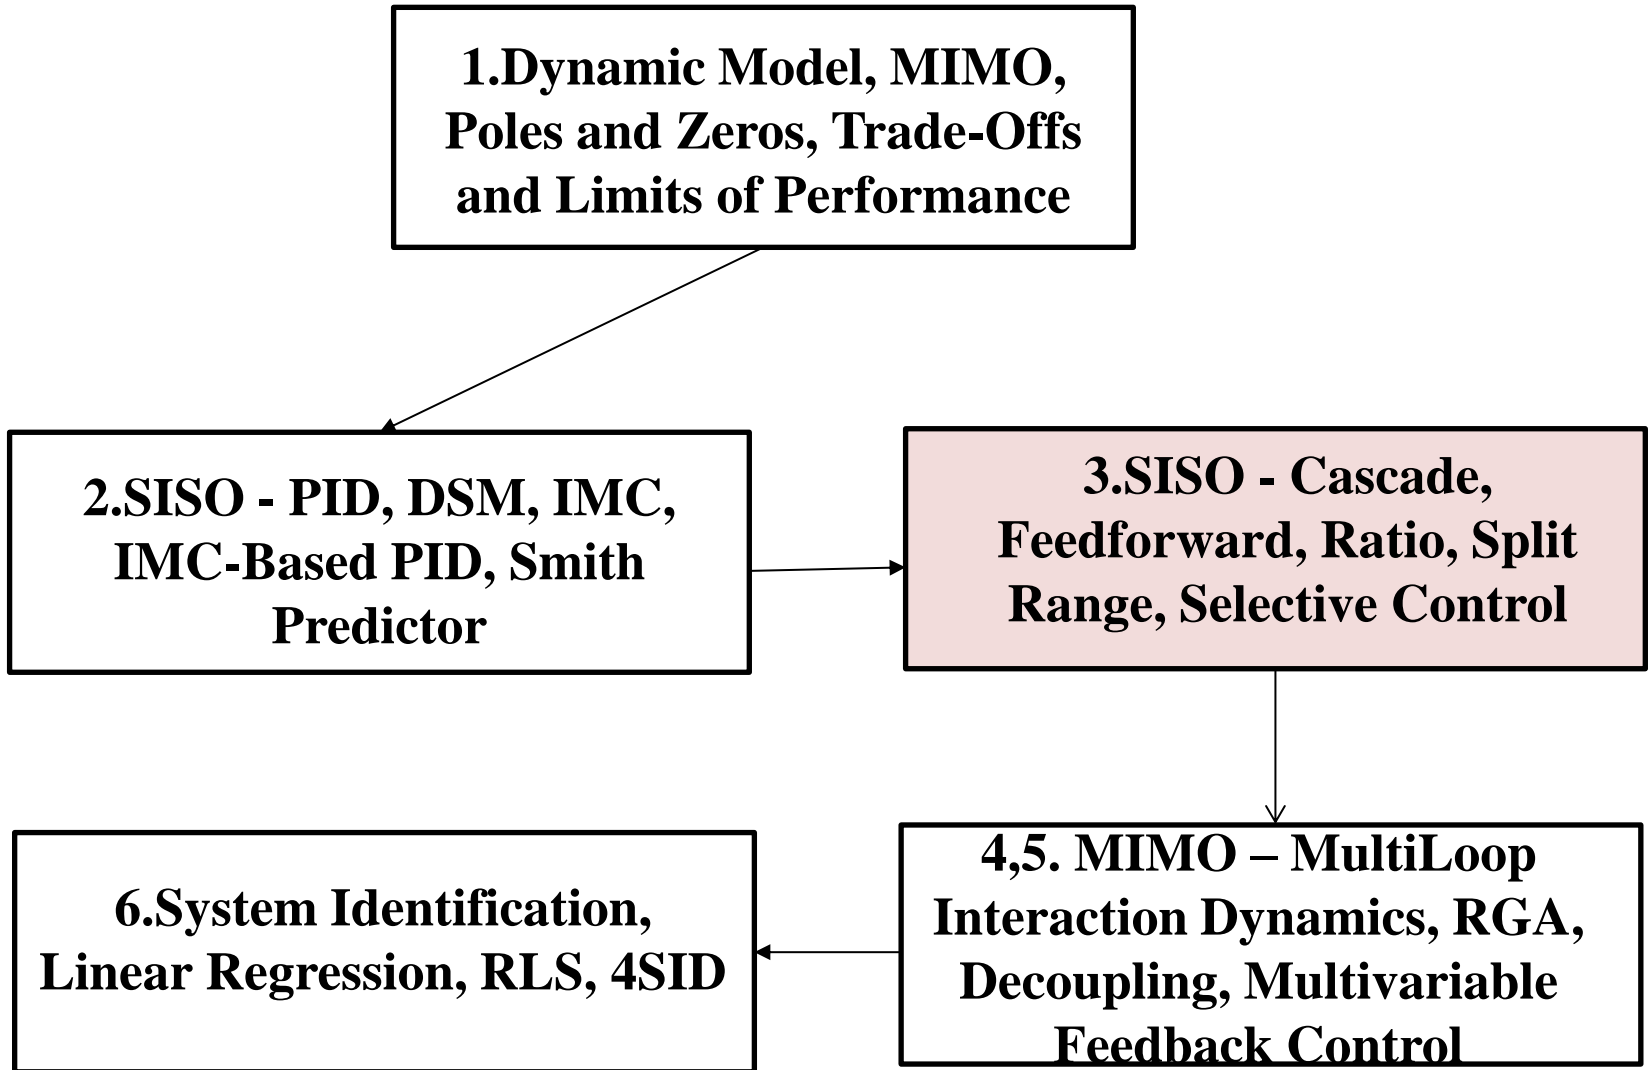 1.Dynamic Model, MIMO,
Poles and Zeros, Trade-Offs
and Limits of Performance
2.SISO - PID, DSM, IMC,
IMC-Based PID, Smith
Predictor
3.SISO - Cascade,
Feedforward, Ratio, Split
Range, Selective Control
4,5. MIMO – MultiLoop
Interaction Dynamics, RGA,
Decoupling, Multivariable
Feedback Control
6.System Identification,
Linear Regression, RLS, 4SID